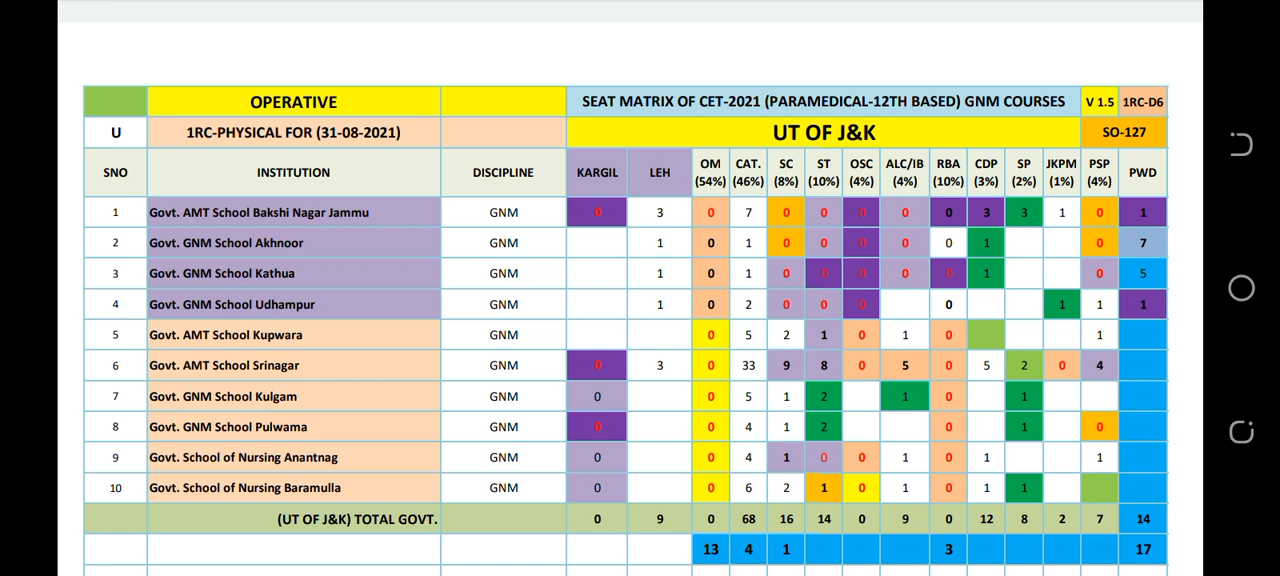 OPERATIVE SEAT MATRIX OF CET-2021 (PARAMEDICAL-12TH BASED) GNM COURSES V 1.5 1RC-D6
U 1RC-PHYSICAL FOR (31-08-2021) UT OF J&K SO-127
SNO INSTITUTION DISCIPLINE KARGIL LEH OM (54%) CAT. (46%) SC (8%) ST (10%) OSC (4%) ALC/IB (4%) RBA (10%) CDP (3%) SP (2%) JKPM (1%) PSP (4%) PWD
1 Govt. AMT School Bakshi Nagar Jammu GNM 0 3 0 7 0 0 0 0 0 3 3 1 0 1
2 Govt. GNM School Akhnoor GNM 1 0 1 0 0 0 0 0 1 0 7
3 Govt. GNM School Kathua GNM 1 0 1 0 0 0 0 0 1 0 5
4 Govt. GNM School Udhampur GNM 1 0 2 0 0 0 0 1 1 1
5 Govt. AMT School Kupwara GNM 0 5 2 1 0 1 0 1
6 Govt. AMT School Srinagar GNM 0 3 0 33 9 8 0 5 0 5 2 0 4
7 Govt. GNM School Kulgam GNM 0 0 5 1 2 1 0 1
8 Govt. GNM School Pulwama GNM 0 0 4 1 2 0 1 0
9 Govt. School of Nursing Anantnag GNM 0 0 4 1 0 0 1 0 1 1
10 Govt. School of Nursing Baramulla GNM 0 0 6 2 1 0 1 0 1 1
(UT OF J&K) TOTAL GOVT. 0 9 0 68 16 14 0 9 0 12 8 2 7 14
13 4 1 3 17